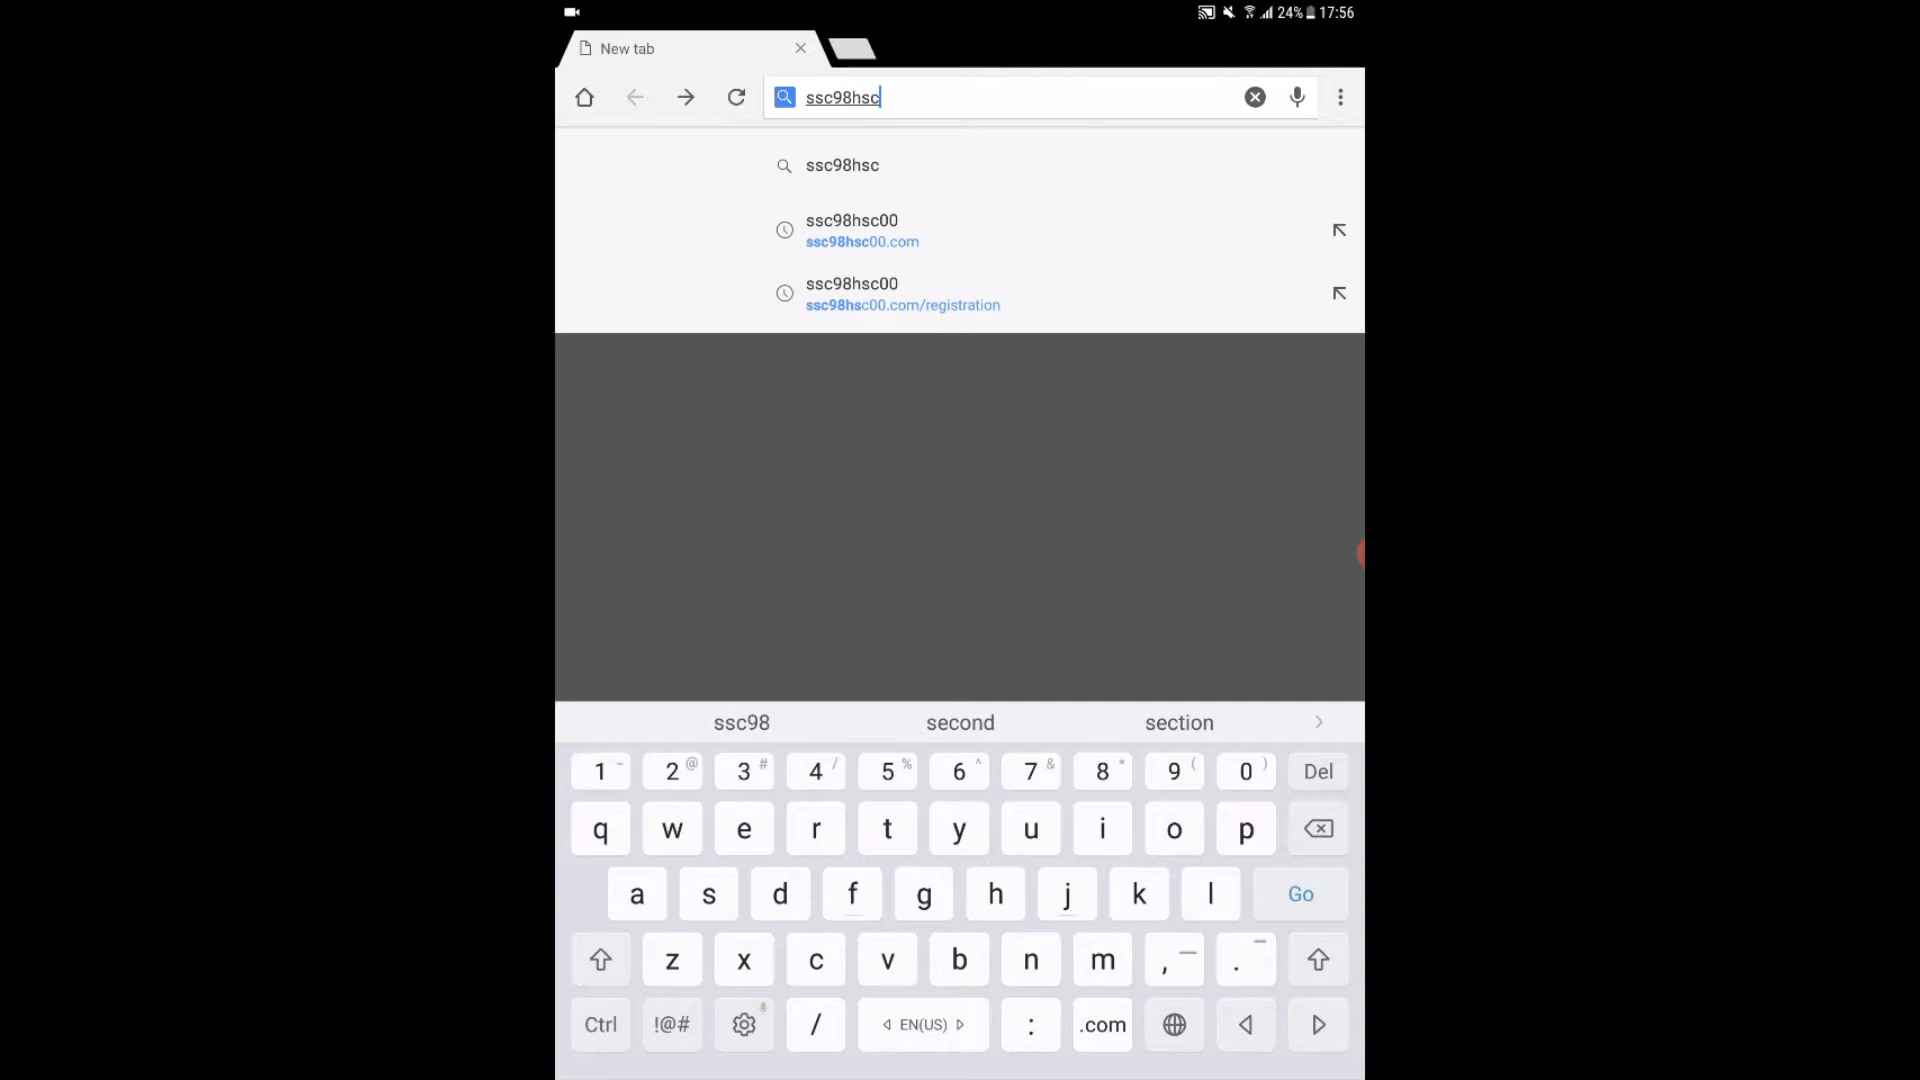 24% 17:56
New tab
ssc98hsc
ssc98hsc
ssc98hsc00
ssc98hsc00.com
ssc98hsc00
ssc98hsc00.com/registration
ssc98 second section
1 - 2 @ 3 # 4 / 5 % 6 ^ 7 & 8 * 9 ( 0 ) Del
q w e r t y u i o p
a s d f g h j k l Go
z x c v b n m , .
Ctrl !@# / EN(US) : .com